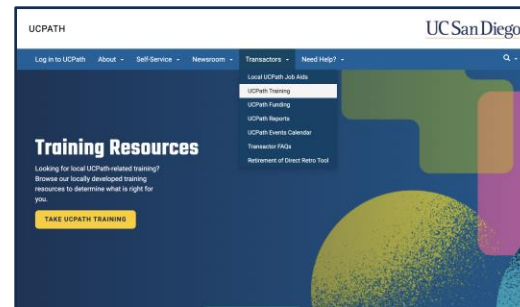 UCPATH
UC San Diego
Log in to UCPath About Self-Service Newsroom Transactors Need Help?
Local UCPath Job Aids
UCPath Training
UCPath Funding
UCPath Reports
UCPath Events Calendar
Transactor FAQs
Retirement of Direct Retro Tool
Training Resources
Looking for local UCPath-related training?
Browse our locally developed training
resources to determine what is right for
you.
TAKE UCPATH TRAINING